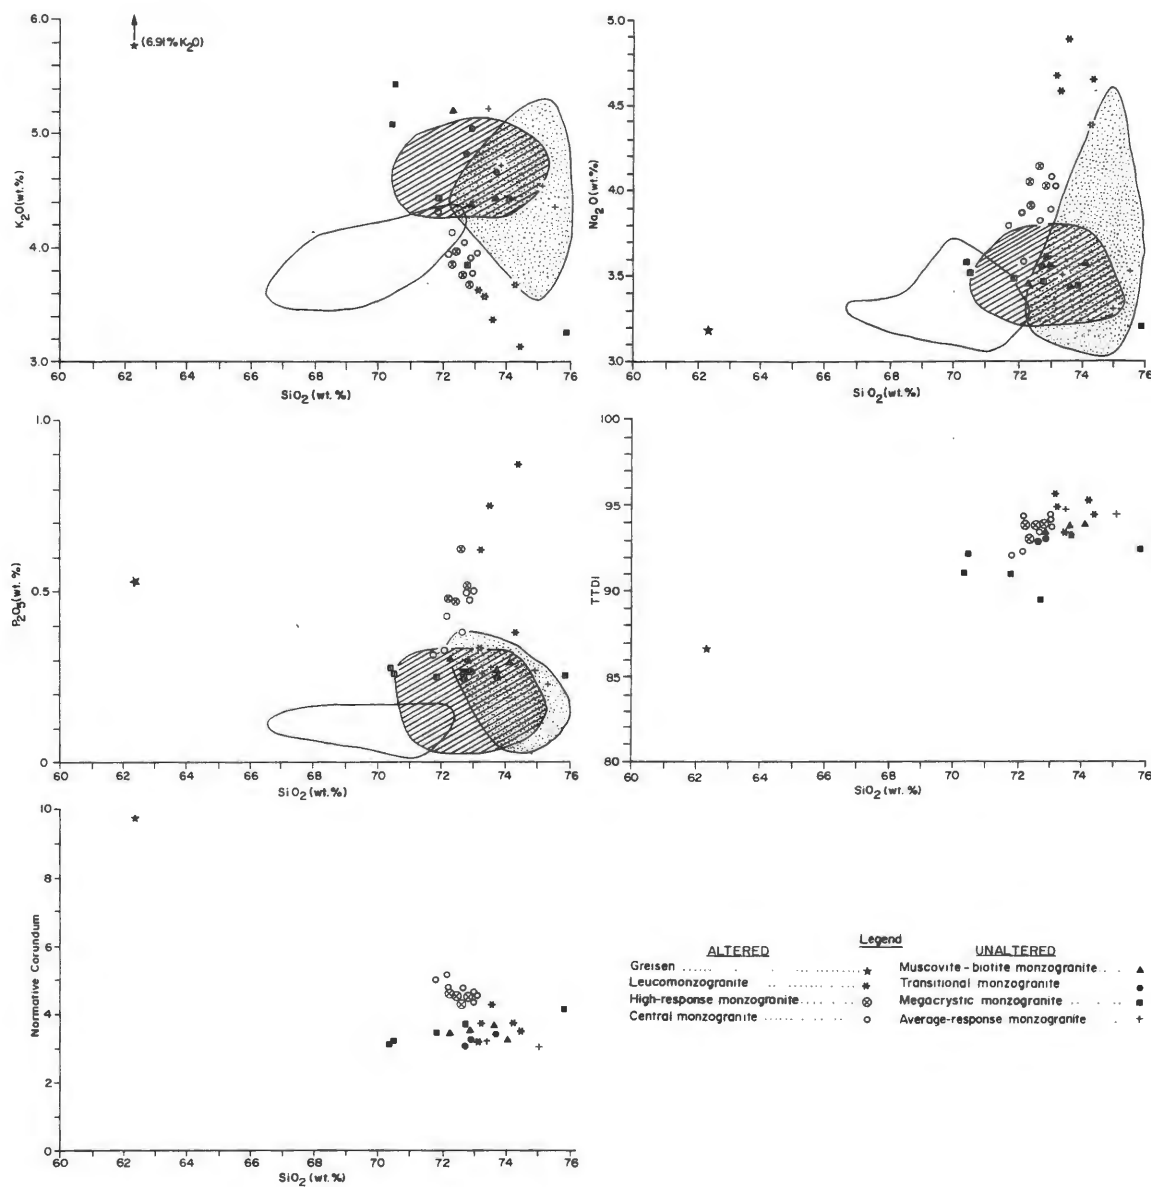 6.0
5.0
4.0
3.0
K2O (wt.%)
(6.91% K2O)
60 62 64 66 68 70 72 74 76
SiO2 (wt.%)
5.0
4.5
4.0
3.5
3.0
Na2O (wt.%)
60 62 64 66 68 70 72 74 76
SiO2 (wt.%)
1.0
0.5
0
P2O5 (wt.%)
60 62 64 66 68 70 72 74 76
SiO2 (wt.%)
100
95
90
85
80
TTDI
60 62 64 66 68 70 72 74 76
SiO2 (wt.%)
10
8
6
4
2
0
Normative Corundum
60 62 64 66 68 70 72 74 76
SiO2 (wt.%)
Legend
ALTERED
Greisen
Leucomonzogranite
High-response monzogranite
Central monzogranite
UNALTERED
Muscovite-biotite monzogranite
Transitional monzogranite
Megacrystic monzogranite
Average-response monzogranite